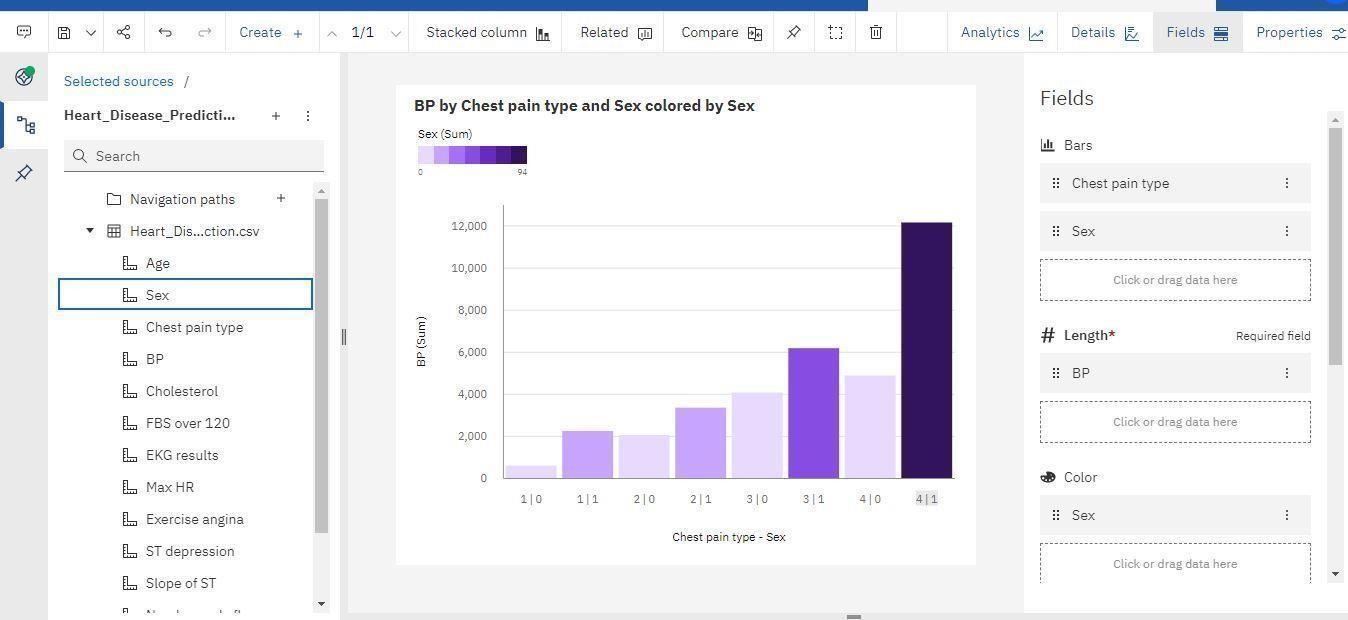 Create +
1/1
Stacked column
Related
Compare
Analytics
Details
Fields
Properties
Selected sources /
Heart_Disease_Predicti...
Search
Navigation paths
Heart_Dis...ction.csv
Age
Sex
Chest pain type
BP
Cholesterol
FBS over 120
EKG results
Max HR
Exercise angina
ST depression
Slope of ST
BP by Chest pain type and Sex colored by Sex
Sex (Sum)
0 94
BP (Sum)
12,000
10,000
8,000
6,000
4,000
2,000
0
1 | 0 1 | 1 2 | 0 2 | 1 3 | 0 3 | 1 4 | 0 4 | 1
Chest pain type - Sex
Fields
Bars
Chest pain type
Sex
Click or drag data here
# Length* Required field
BP
Click or drag data here
Color
Sex
Click or drag data here